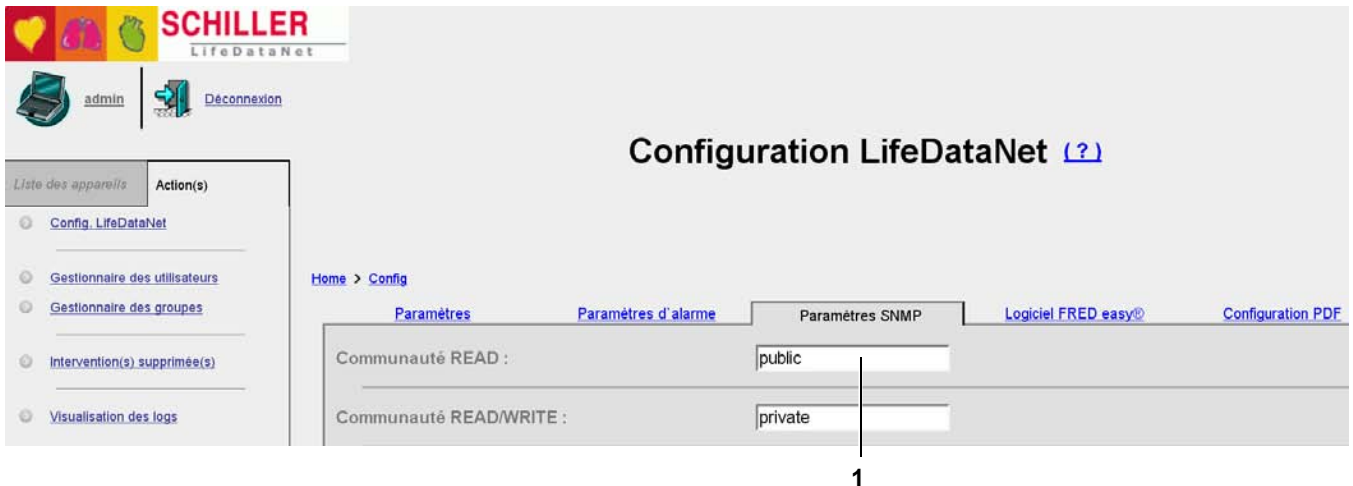 SCHILLER
LifeDataNet
admin
Déconnexion
Configuration LifeDataNet (?)
Liste des appareils
Action(s)
Config. LifeDataNet
Gestionnaire des utilisateurs
Gestionnaire des groupes
Intervention(s) supprimée(s)
Visualisation des logs
Home > Config
Paramètres
Paramètres d'alarme
Paramètres SNMP
Logiciel FRED easy®
Configuration PDF
Communauté READ :
public
Communauté READ/WRITE :
private
1